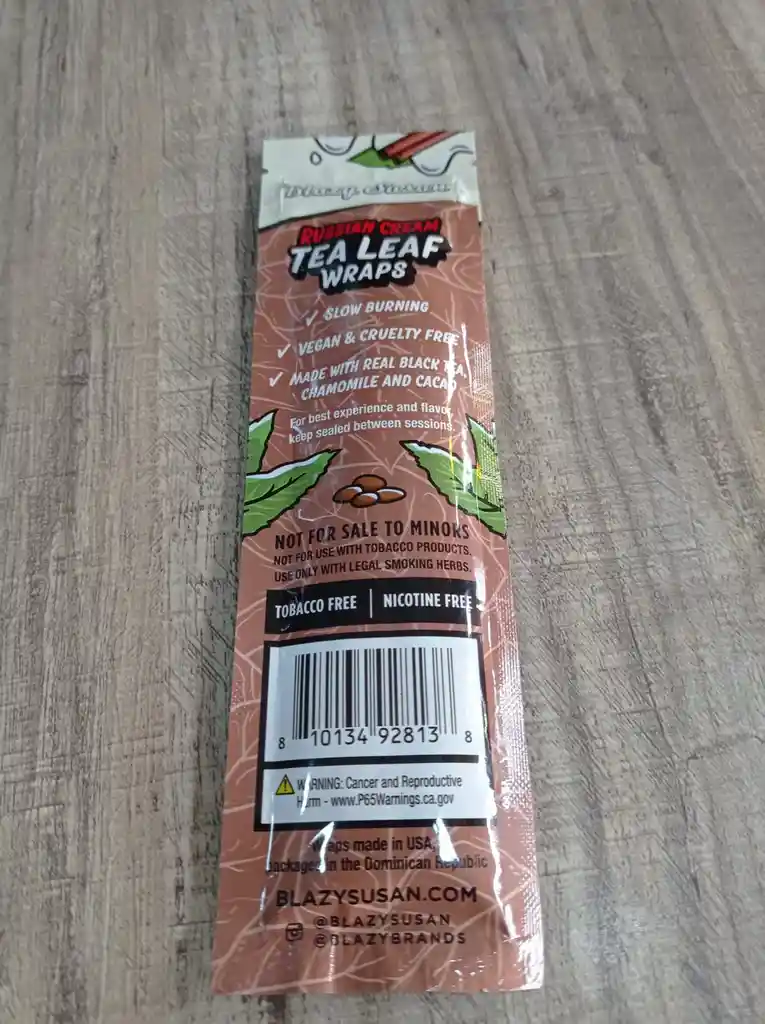 Blazy Susan
RUSSIAN CREAM
TEA LEAF
WRAPS
✓ SLOW BURNING
✓ VEGAN & CRUELTY FREE
✓ MADE WITH REAL BLACK TEA,
CHAMOMILE AND CACAO
For best experience and flavor,
keep sealed between sessions.
NOT FOR SALE TO MINORS
NOT FOR USE WITH TOBACCO PRODUCTS.
USE ONLY WITH LEGAL SMOKING HERBS.
TOBACCO FREE | NICOTINE FREE
8 10134 92813 8
WARNING: Cancer and Reproductive
Harm - www.P65Warnings.ca.gov
Wraps made in USA,
packaged in the Dominican Republic
BLAZYSUSAN.COM
@BLAZYSUSAN
@BLAZYBRANDS